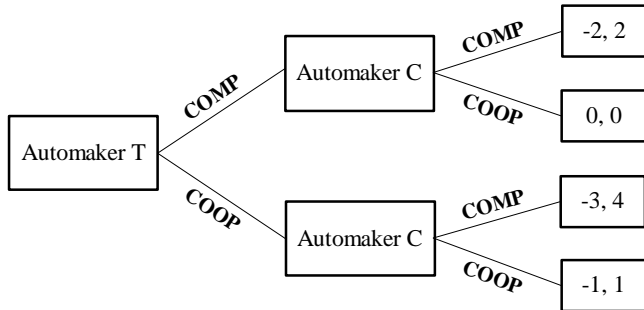 COMP
-2, 2
Automaker C
COMP
COOP
0, 0
Automaker T
COOP
COMP
-3, 4
Automaker C
COOP
-1, 1